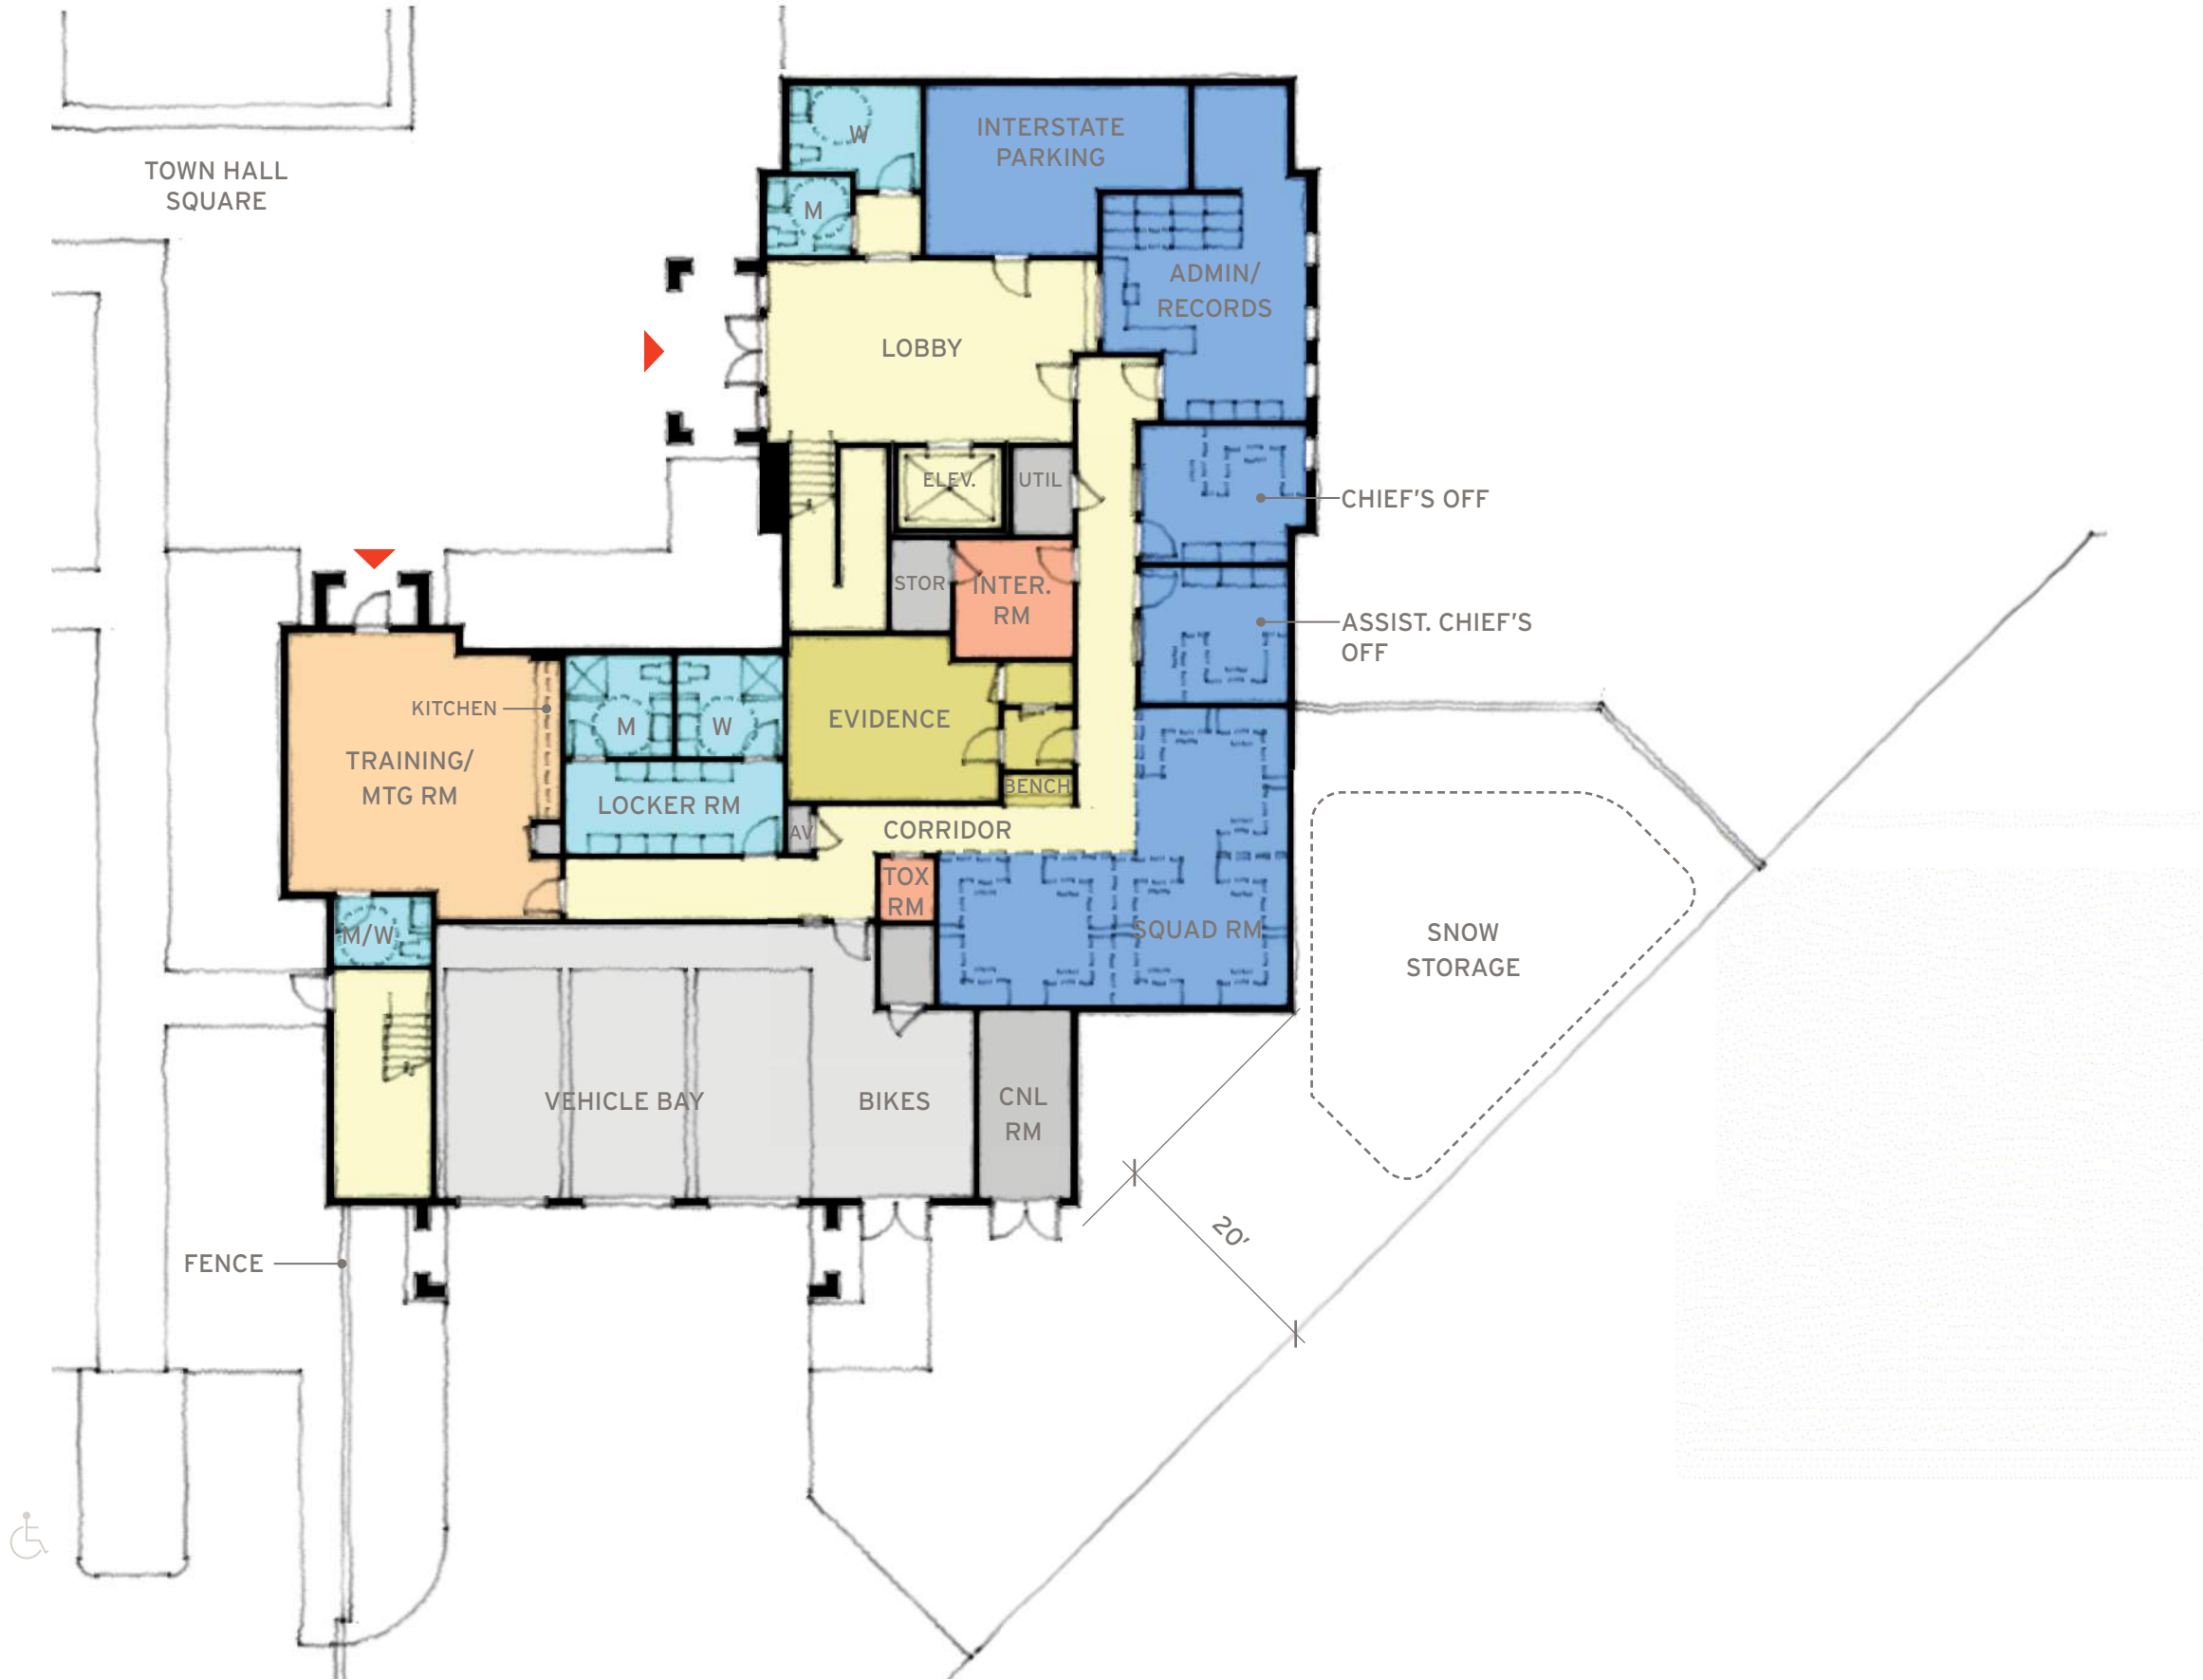 W
INTERSTATE
PARKING
TOWN HALL
SQUARE
M
ADMIN/
RECORDS
LOBBY
ELEV.
UTIL
CHIEF'S OFF
STOR
INTER.
RM
ASSIST. CHIEF'S
OFF
KITCHEN
M
W
EVIDENCE
TRAINING/
MTG RM
BENCH
LOCKER RM
AV
CORRIDOR
TOX
RM
M/W
SQUAD RM
SNOW
STORAGE
VEHICLE BAY
BIKES
CNL
RM
20'
FENCE